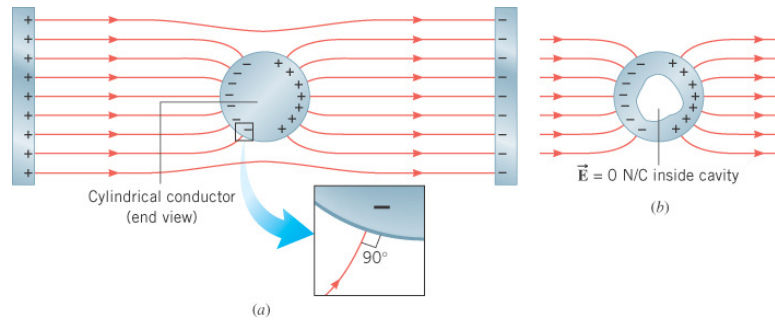 Cylindrical conductor
(end view)
90°
(a)
E⃗ = 0 N/C inside cavity
(b)